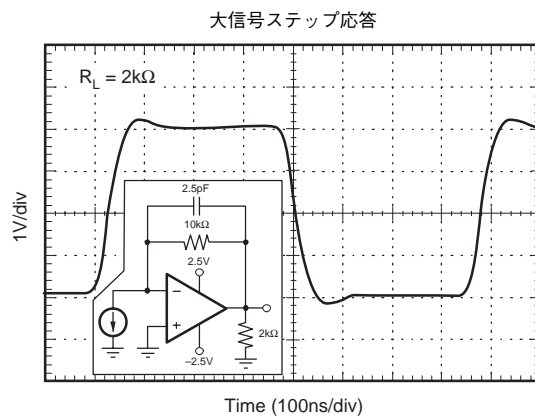 大信号ステップ応答
R_L = 2kΩ
1V/div
2.5pF
10kΩ
2.5V
−
+
2kΩ
–2.5V
Time (100ns/div)